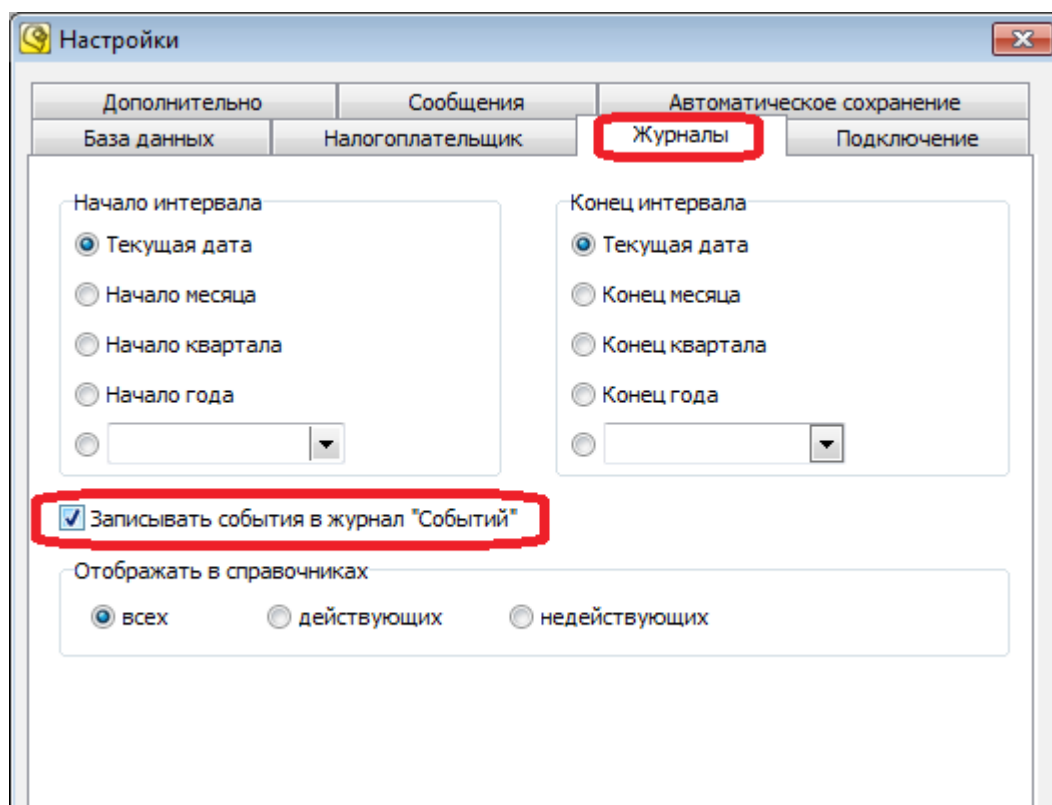 Настройки
Дополнительно Сообщения Автоматическое сохранение
База данных Налогоплательщик Журналы Подключение
Начало интервала Конец интервала
Текущая дата Текущая дата
Начало месяца Конец месяца
Начало квартала Конец квартала
Начало года Конец года
Записывать события в журнал "Событий"
Отображать в справочниках
всех действующих недействующих